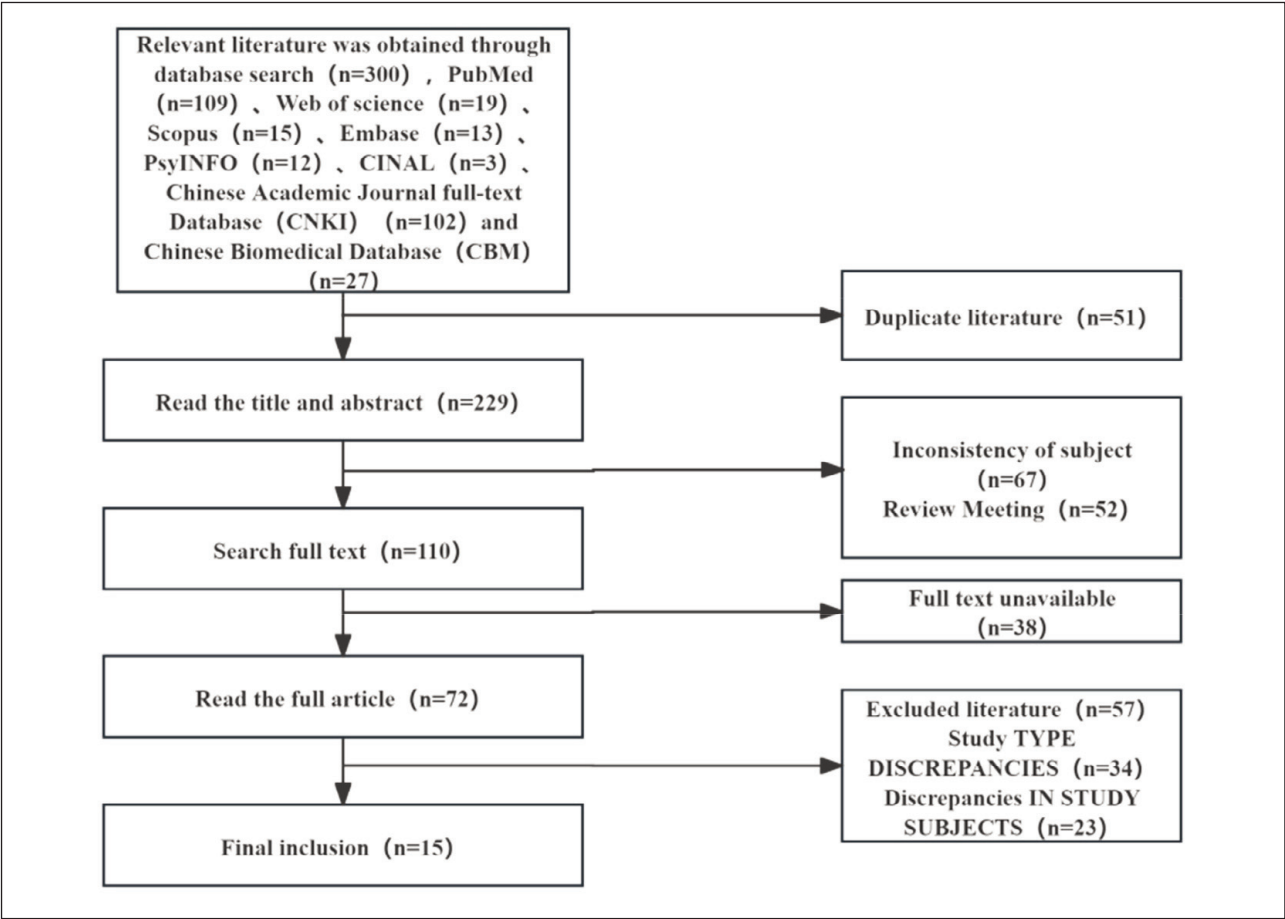 Relevant literature was obtained through
database search（n=300）, PubMed
（n=109）、Web of science（n=19）、
Scopus（n=15）、Embase（n=13）、
PsyINFO（n=12）、CINAL（n=3）、
Chinese Academic Journal full-text
Database（CNKI）（n=102）and
Chinese Biomedical Database（CBM）
（n=27）
Duplicate literature（n=51）
Read the title and abstract（n=229）
Inconsistency of subject
（n=67）
Review Meeting（n=52）
Search full text（n=110）
Full text unavailable
（n=38）
Read the full article（n=72）
Excluded literature（n=57）
Study TYPE
DISCREPANCIES（n=34）
Discrepancies IN STUDY
SUBJECTS（n=23）
Final inclusion（n=15）